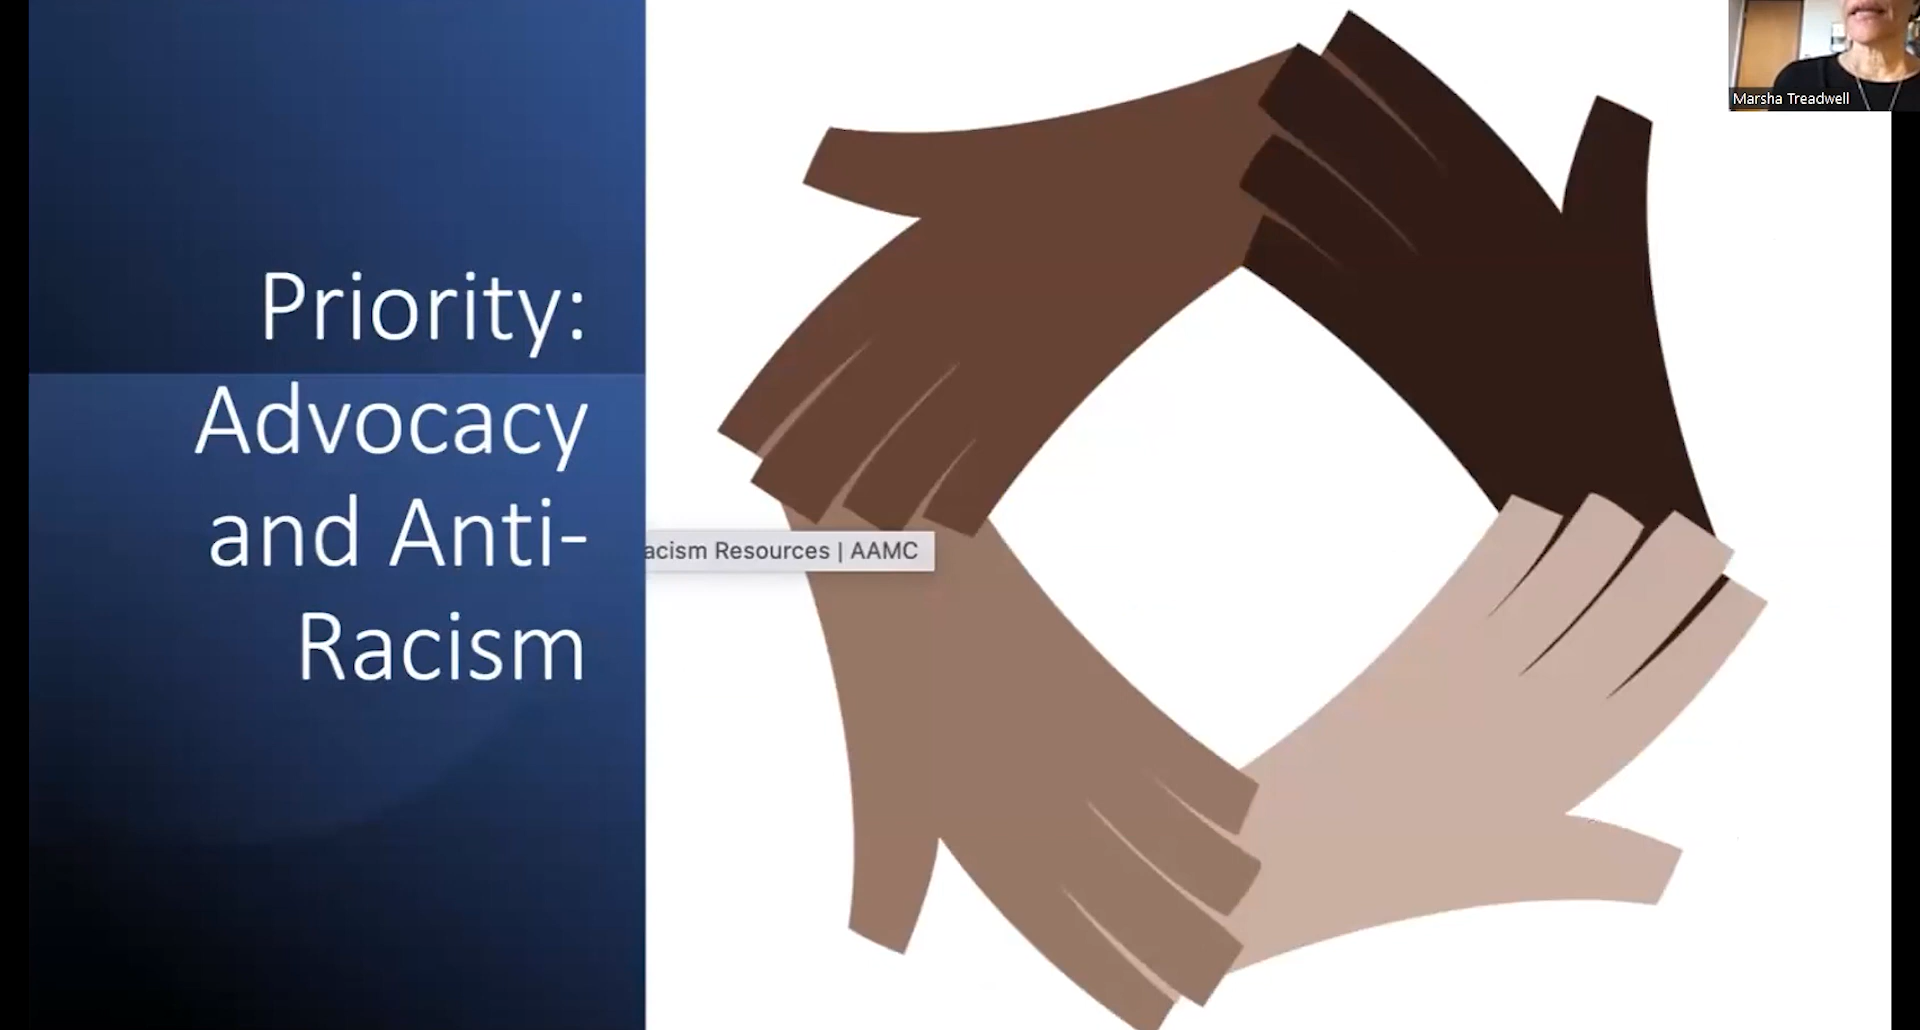 Priority:
Advocacy
and Anti-
Racism
acism Resources | AAMC
Marsha Treadwell